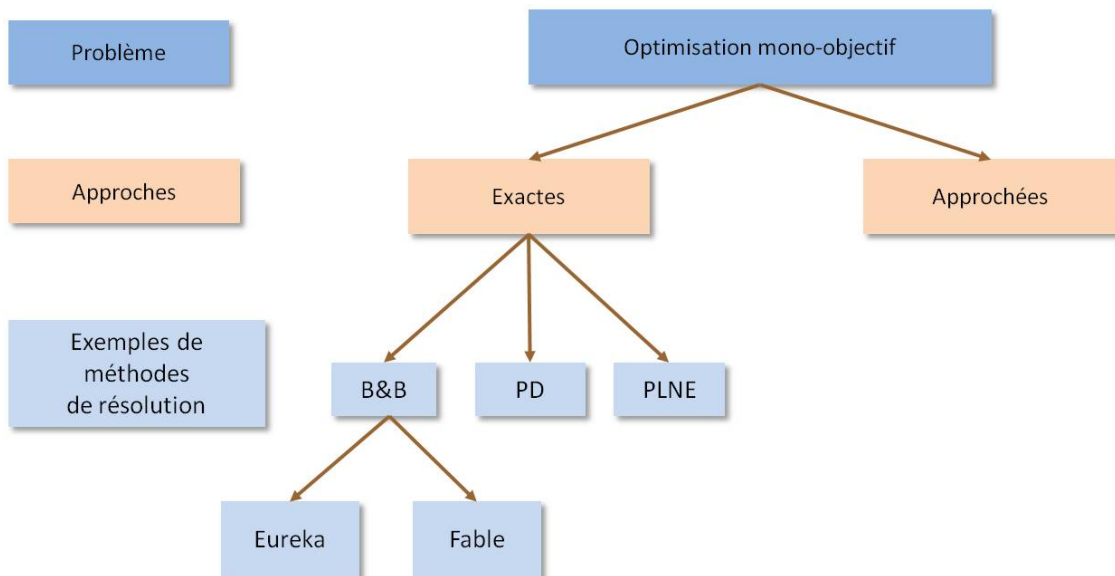 Problème
Optimisation mono-objectif
Approches
Exactes
Approchées
Exemples de
méthodes
de résolution
B&B
PD
PLNE
Eureka
Fable